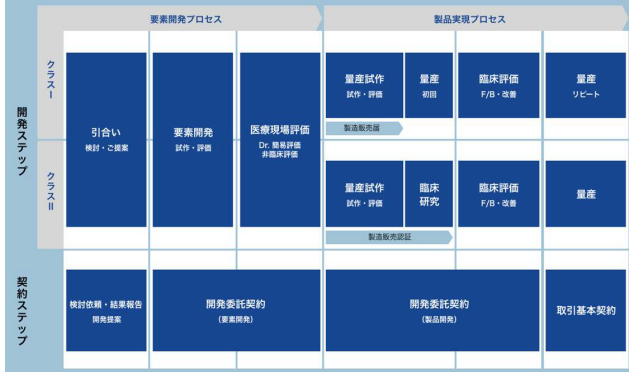 要素開発プロセス
製品実現プロセス
開発ステップ
クラスI
クラスII
引合い
検討・ご提案
要素開発
試作・評価
医療現場評価
Dr. 簡易評価
非臨床評価
量産試作
試作・評価
量産
初回
臨床評価
F/B・改善
量産
リピート
製造販売届
量産試作
試作・評価
臨床
研究
臨床評価
F/B・改善
量産
製造販売認証
契約ステップ
検討依頼・結果報告
開発提案
開発委託契約
(要素開発)
開発委託契約
(製品開発)
取引基本契約